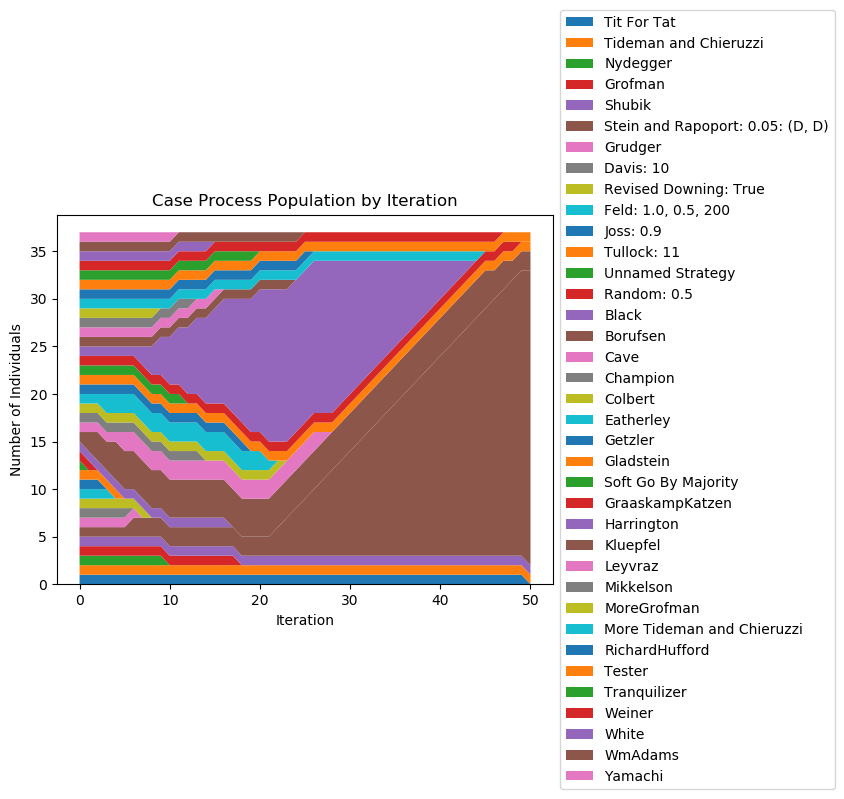 Case Process Population by Iteration
Number of Individuals
35
30
25
20
15
10
5
0
0 10 20 30 40 50
Iteration
Tit For Tat
Tideman and Chieruzzi
Nydegger
Grofman
Shubik
Stein and Rapoport: 0.05: (D, D)
Grudger
Davis: 10
Revised Downing: True
Feld: 1.0, 0.5, 200
Joss: 0.9
Tullock: 11
Unnamed Strategy
Random: 0.5
Black
Borufsen
Cave
Champion
Colbert
Eatherley
Getzler
Gladstein
Soft Go By Majority
GraaskampKatzen
Harrington
Kluepfel
Leyvraz
Mikkelson
MoreGrofman
More Tideman and Chieruzzi
RichardHufford
Tester
Tranquilizer
Weiner
White
WmAdams
Yamachi